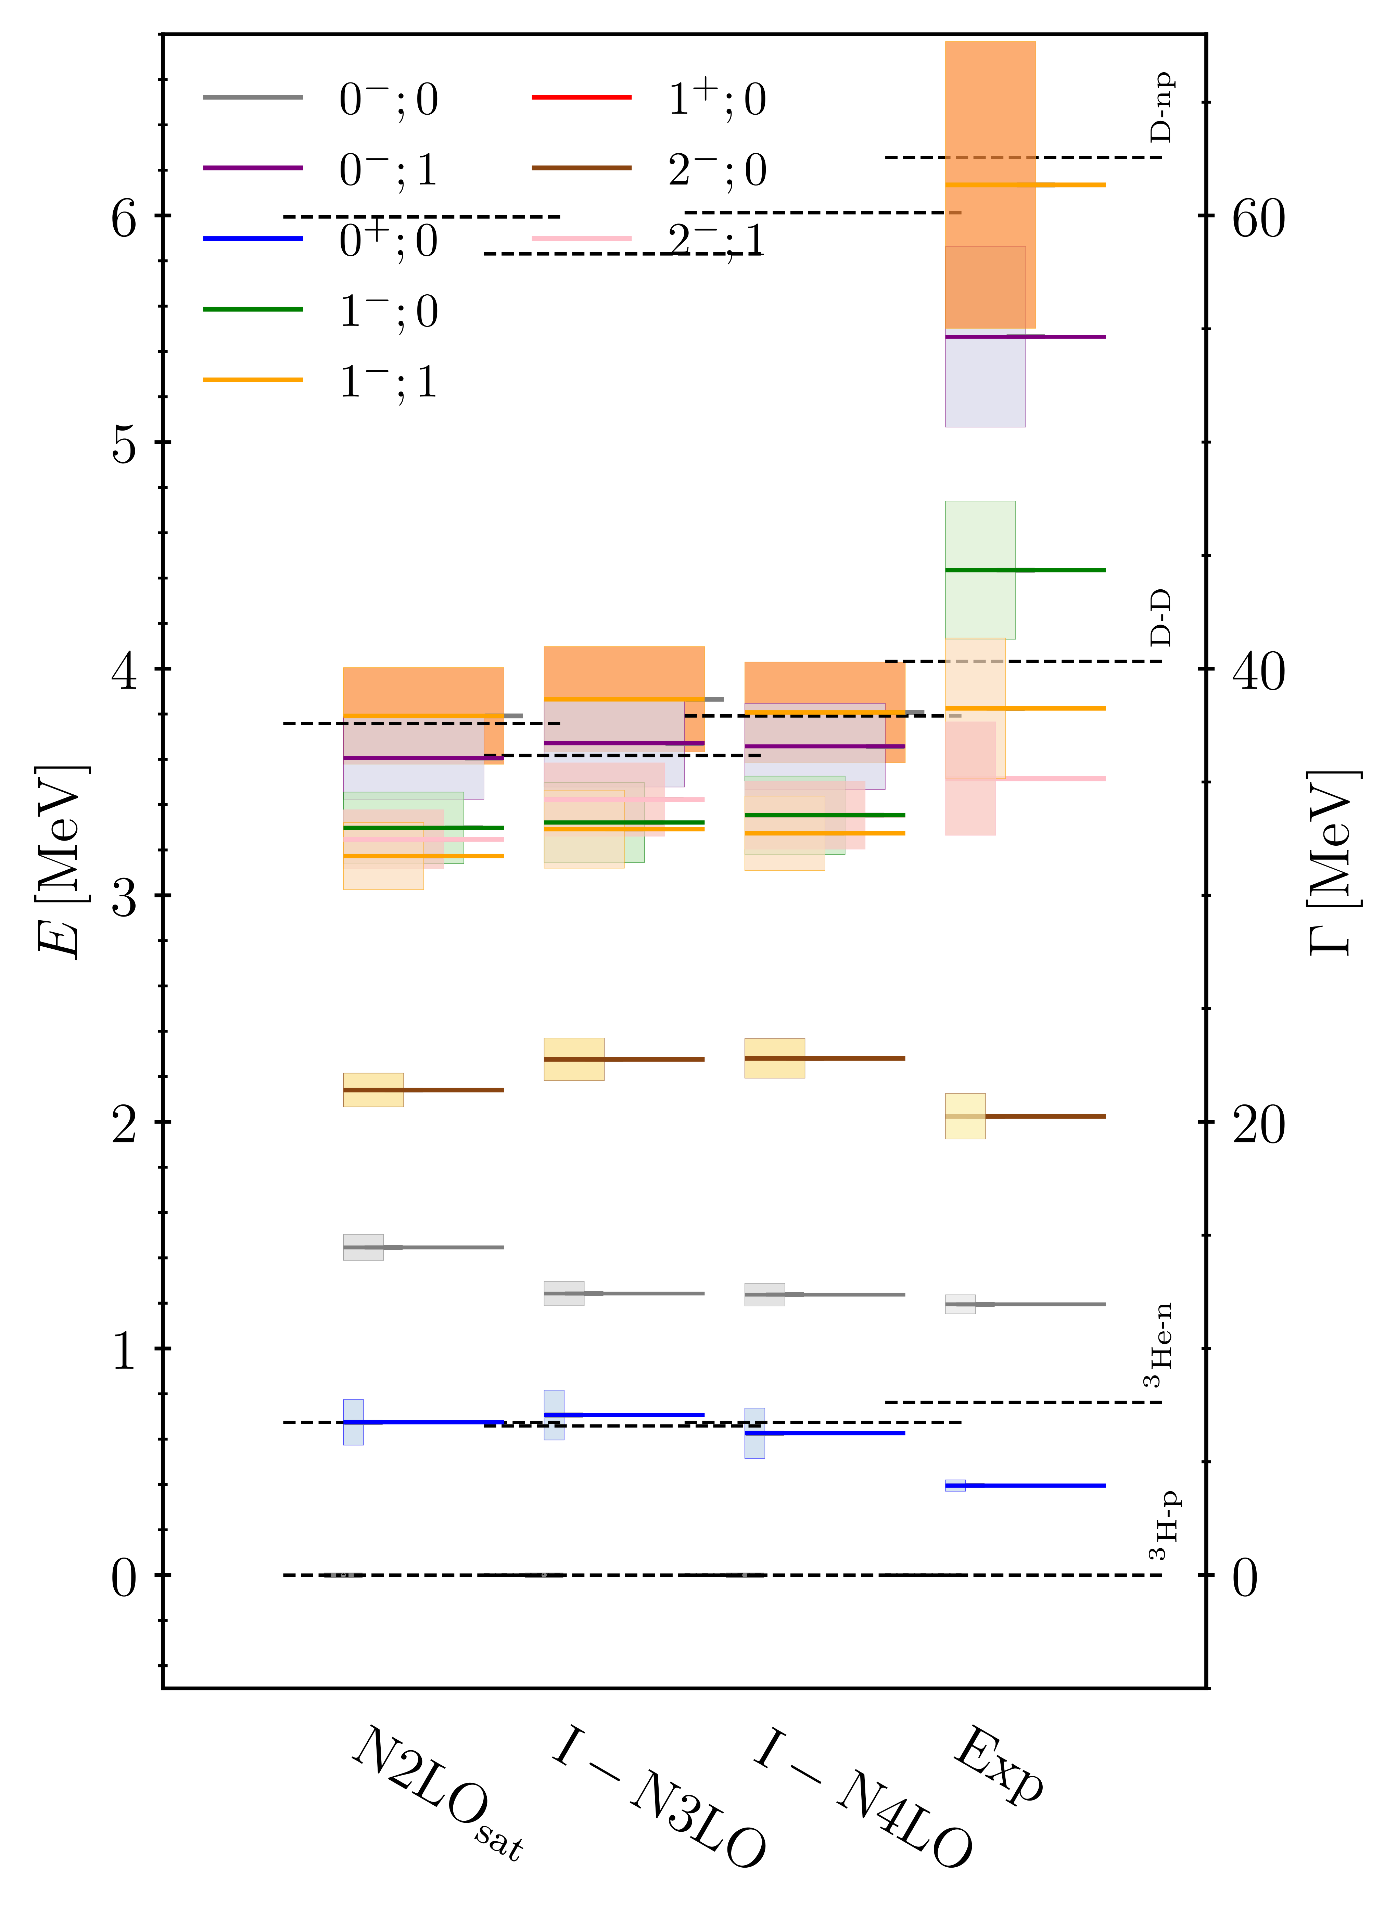 0⁻;0
0⁻;1
0⁺;0
1⁻;0
1⁻;1
1⁺;0
2⁻;0
2⁻;1
D-np
D-D
³He-n
³H-p
E [MeV]
6
5
4
3
2
1
0
Γ [MeV]
60
40
20
0
N2LO_sat
I − N3LO
I − N4LO
Exp